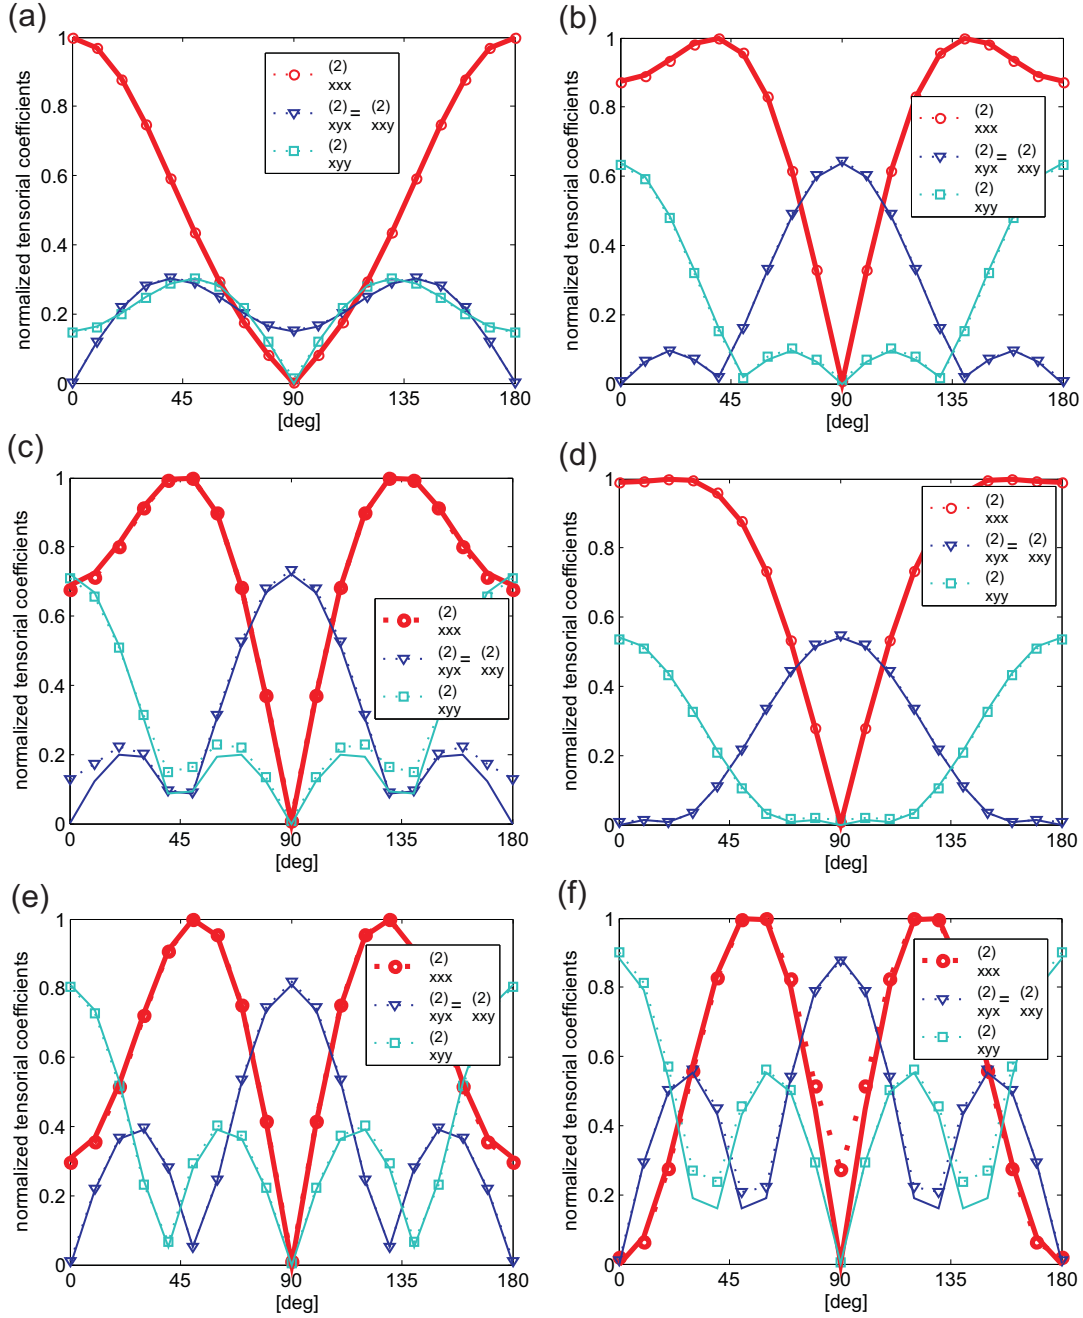 (a)
normalized tensorial coefficients
1
0.8
0.6
0.4
0.2
0
0 45 90 135 180
[deg]
(2)
xxx
(2) = (2)
xyx xxy
(2)
xyy
(b)
normalized tensorial coefficients
1
0.8
0.6
0.4
0.2
0
0 45 90 135 180
[deg]
(2)
xxx
(2) = (2)
xyx xxy
(2)
xyy
(c)
normalized tensorial coefficients
1
0.8
0.6
0.4
0.2
0
0 45 90 135 180
[deg]
(2)
xxx
(2) = (2)
xyx xxy
(2)
xyy
(d)
normalized tensorial coefficients
1
0.8
0.6
0.4
0.2
0
0 45 90 135 180
[deg]
(2)
xxx
(2) = (2)
xyx xxy
(2)
xyy
(e)
normalized tensorial coefficients
1
0.8
0.6
0.4
0.2
0
0 45 90 135 180
[deg]
(2)
xxx
(2) = (2)
xyx xxy
(2)
xyy
(f)
normalized tensorial coefficients
1
0.8
0.6
0.4
0.2
0
0 45 90 135 180
[deg]
(2)
xxx
(2) = (2)
xyx xxy
(2)
xyy